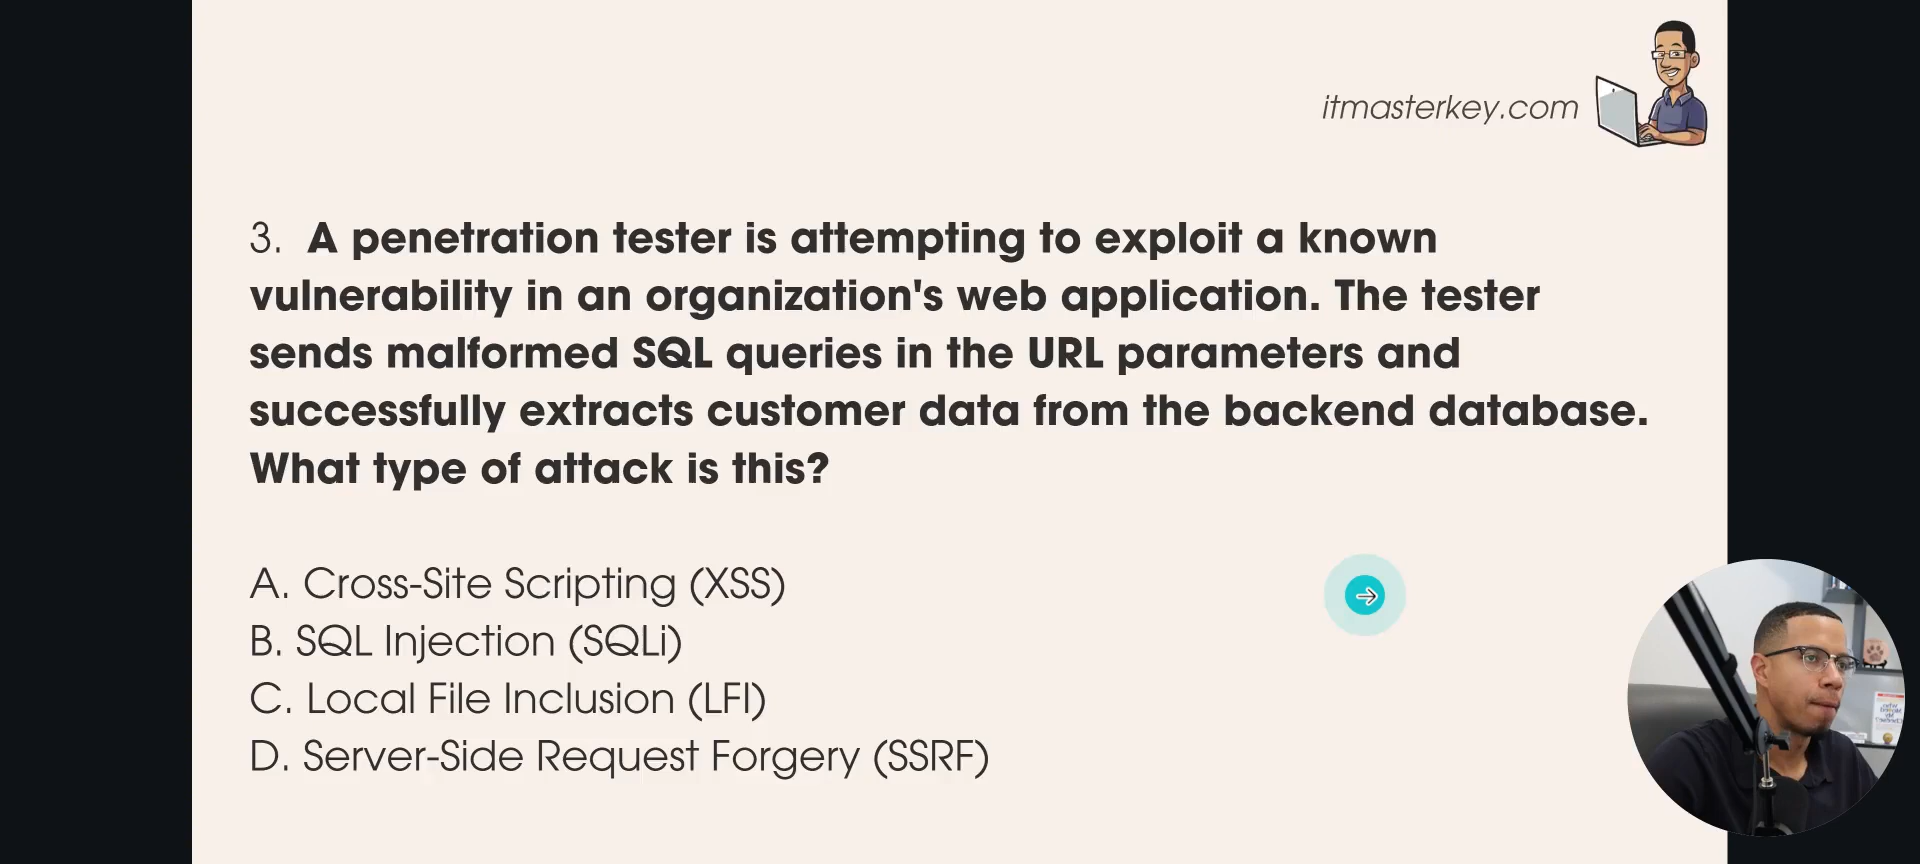 itmasterkey.com
3. A penetration tester is attempting to exploit a known
vulnerability in an organization's web application. The tester
sends malformed SQL queries in the URL parameters and
successfully extracts customer data from the backend database.
What type of attack is this?
A. Cross-Site Scripting (XSS)
B. SQL Injection (SQLi)
C. Local File Inclusion (LFI)
D. Server-Side Request Forgery (SSRF)